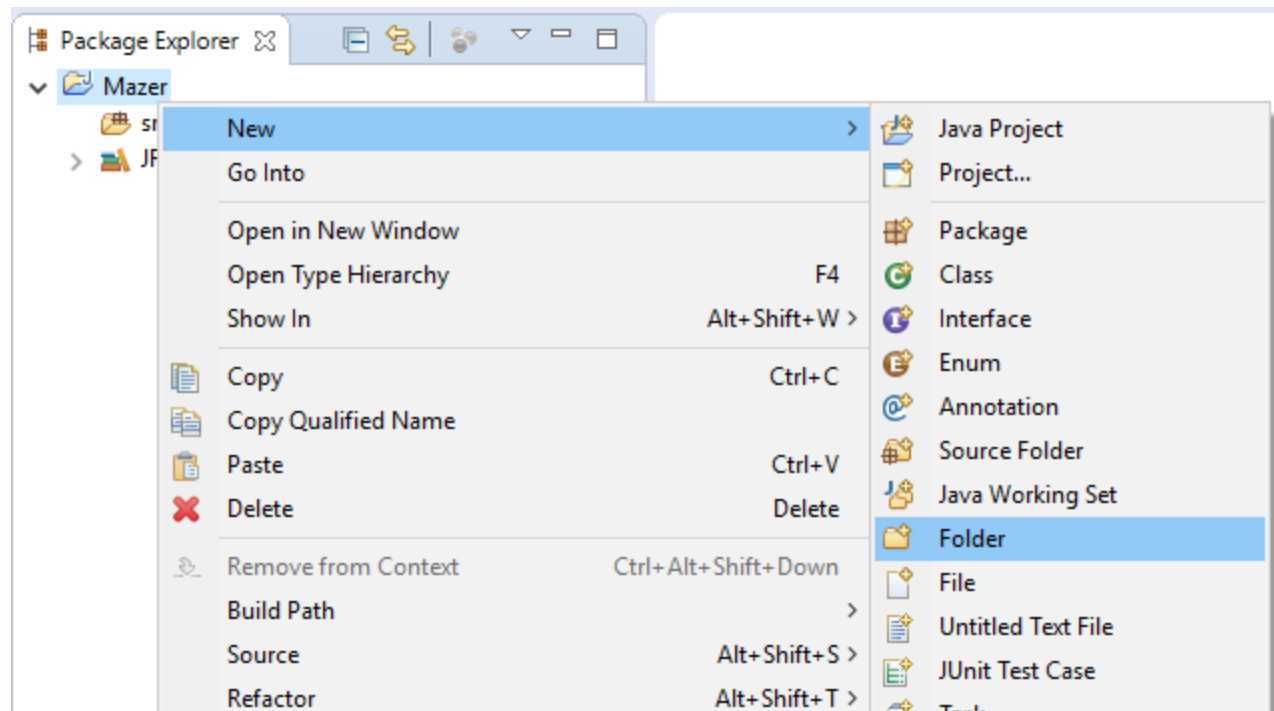 Package Explorer
Mazer
New
Go Into
Open in New Window
Open Type Hierarchy F4
Show In Alt+Shift+W >
Copy Ctrl+C
Copy Qualified Name
Paste Ctrl+V
Delete Delete
Remove from Context Ctrl+Alt+Shift+Down
Build Path >
Source Alt+Shift+S >
Refactor Alt+Shift+T >
Java Project
Project...
Package
Class
Interface
Enum
Annotation
Source Folder
Java Working Set
Folder
File
Untitled Text File
JUnit Test Case